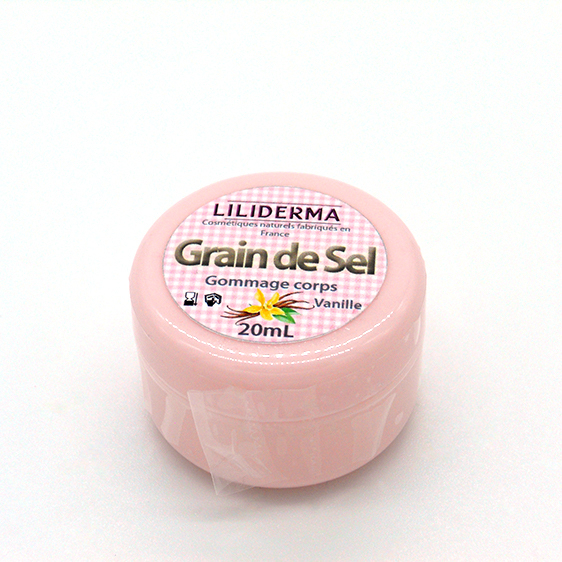 LILIDERMA
Cosmétiques naturels fabriqués en
France
Grain de Sel
Gommage corps
Vanille
20mL